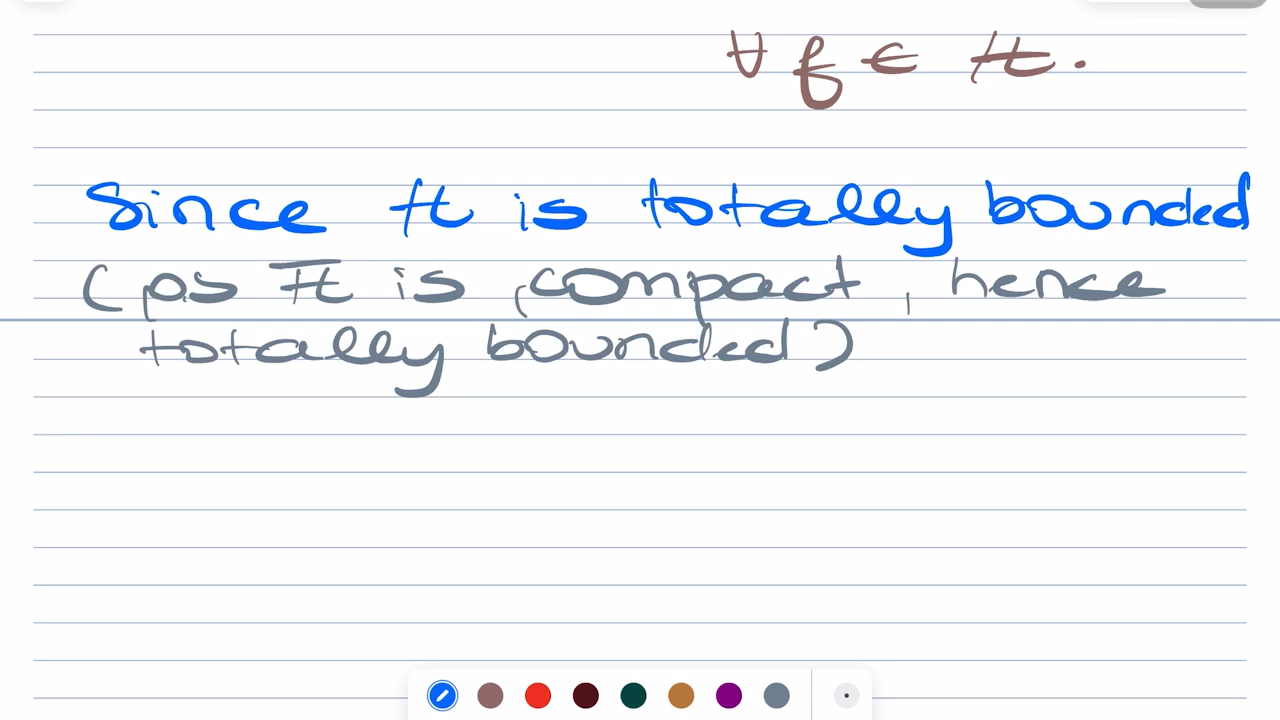 ∀ f ∈ ℋ.
Since ℋ is totally bounded
(as ℋ̅ is compact, hence
totally bounded)